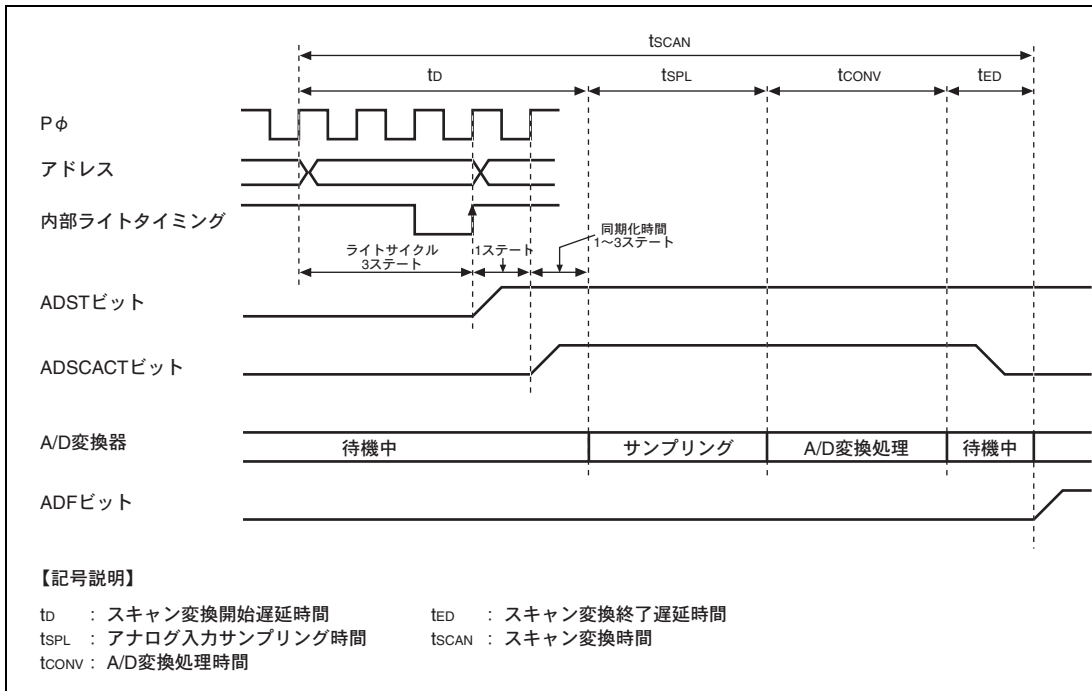 tSCAN
tD
tSPL
tCONV
tED
Pφ
アドレス
内部ライトタイミング
ライトサイクル
3ステート
1ステート
同期化時間
1～3ステート
ADSTビット
ADSCACTビット
A/D変換器
待機中
サンプリング
A/D変換処理
待機中
ADFビット
【記号説明】
tD : スキャン変換開始遅延時間
tED : スキャン変換終了遅延時間
tSPL : アナログ入力サンプリング時間
tSCAN : スキャン変換時間
tCONV : A/D変換処理時間